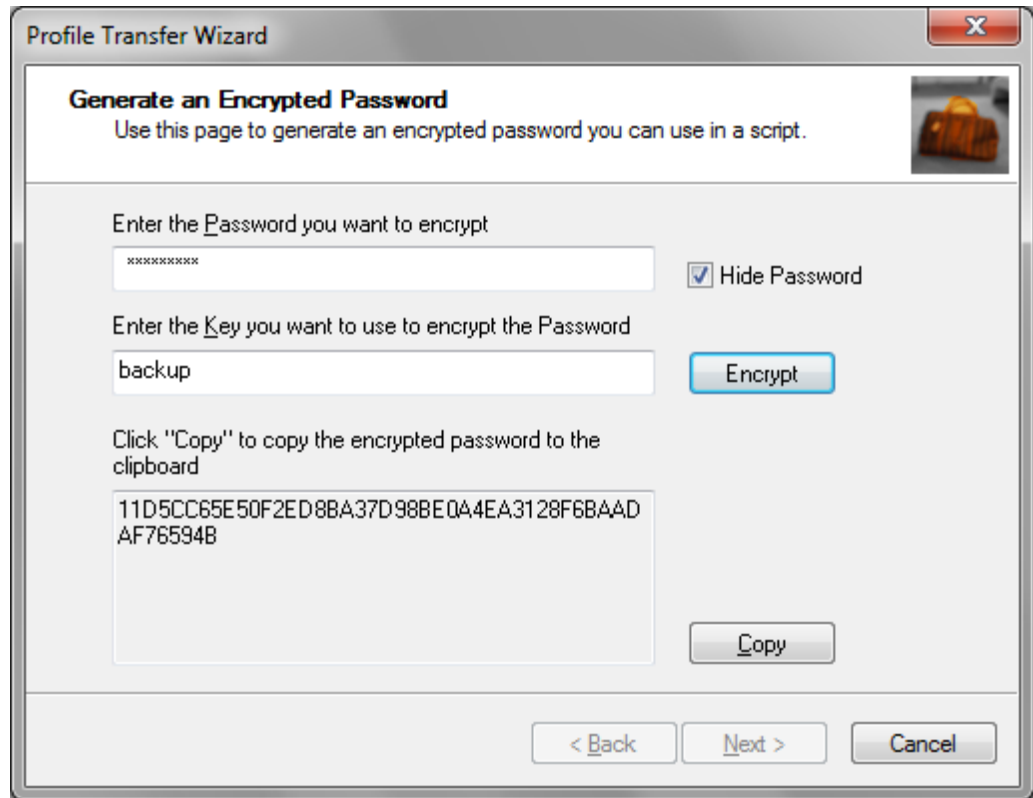 Profile Transfer Wizard
Generate an Encrypted Password
Use this page to generate an encrypted password you can use in a script.
Enter the Password you want to encrypt
xxxxxxxxx
Hide Password
Enter the Key you want to use to encrypt the Password
backup
Encrypt
Click "Copy" to copy the encrypted password to the
clipboard
11D5CC65E50F2ED8BA37D98BE0A4EA3128F6BAAD
AF76594B
Copy
< Back
Next >
Cancel